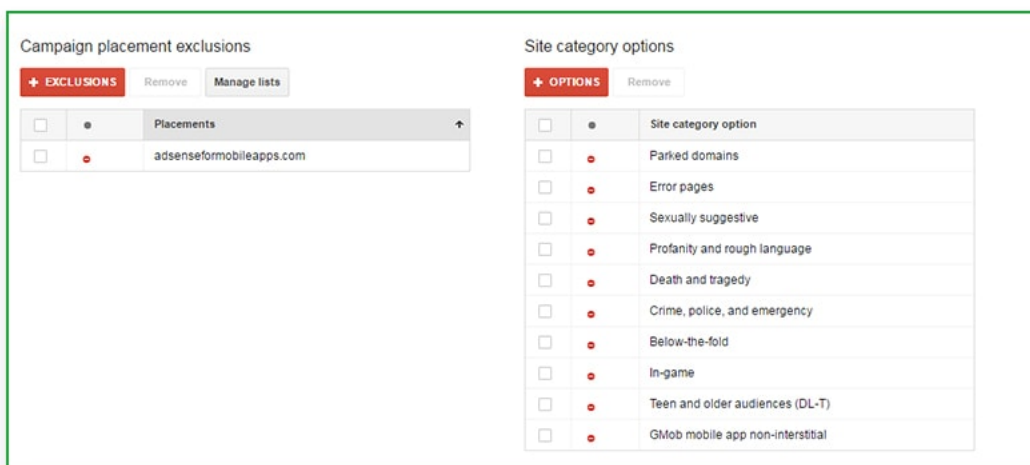 Campaign placement exclusions
+ EXCLUSIONS Remove Manage lists
Placements
adsenseformobileapps.com
Site category options
+ OPTIONS Remove
Site category option
Parked domains
Error pages
Sexually suggestive
Profanity and rough language
Death and tragedy
Crime, police, and emergency
Below-the-fold
In-game
Teen and older audiences (DL-T)
GMob mobile app non-interstitial